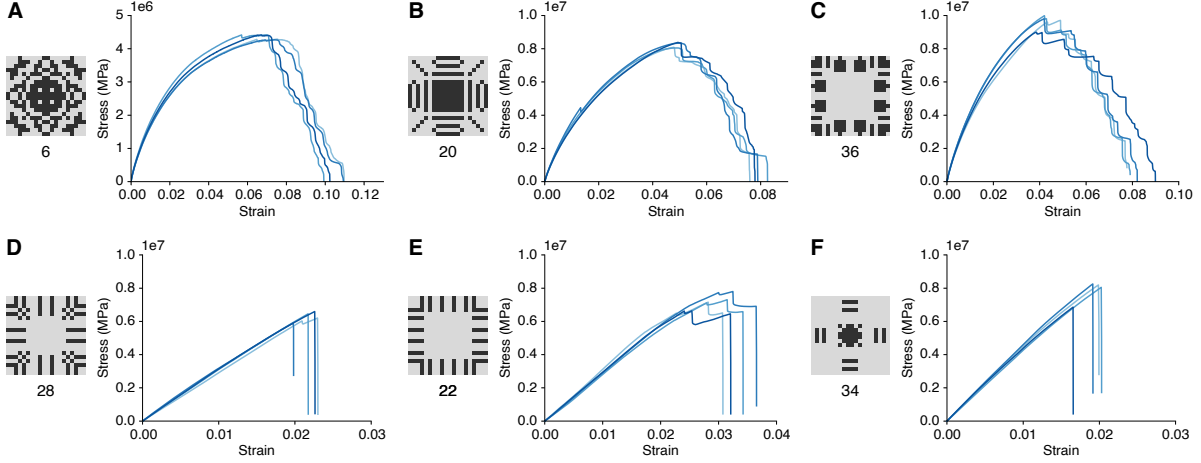 A
1e6
5
4
3
2
1
0
Stress (MPa)
0.00 0.02 0.04 0.06 0.08 0.10 0.12
Strain
6
B
1e7
1.0
0.8
0.6
0.4
0.2
0.0
Stress (MPa)
0.00 0.02 0.04 0.06 0.08
Strain
20
C
1e7
1.0
0.8
0.6
0.4
0.2
0.0
Stress (MPa)
0.00 0.02 0.04 0.06 0.08 0.10
Strain
36
D
1e7
1.0
0.8
0.6
0.4
0.2
0.0
Stress (MPa)
0.00 0.01 0.02 0.03
Strain
28
E
1e7
1.0
0.8
0.6
0.4
0.2
0.0
Stress (MPa)
0.00 0.01 0.02 0.03 0.04
Strain
22
F
1e7
1.0
0.8
0.6
0.4
0.2
0.0
Stress (MPa)
0.00 0.01 0.02 0.03
Strain
34